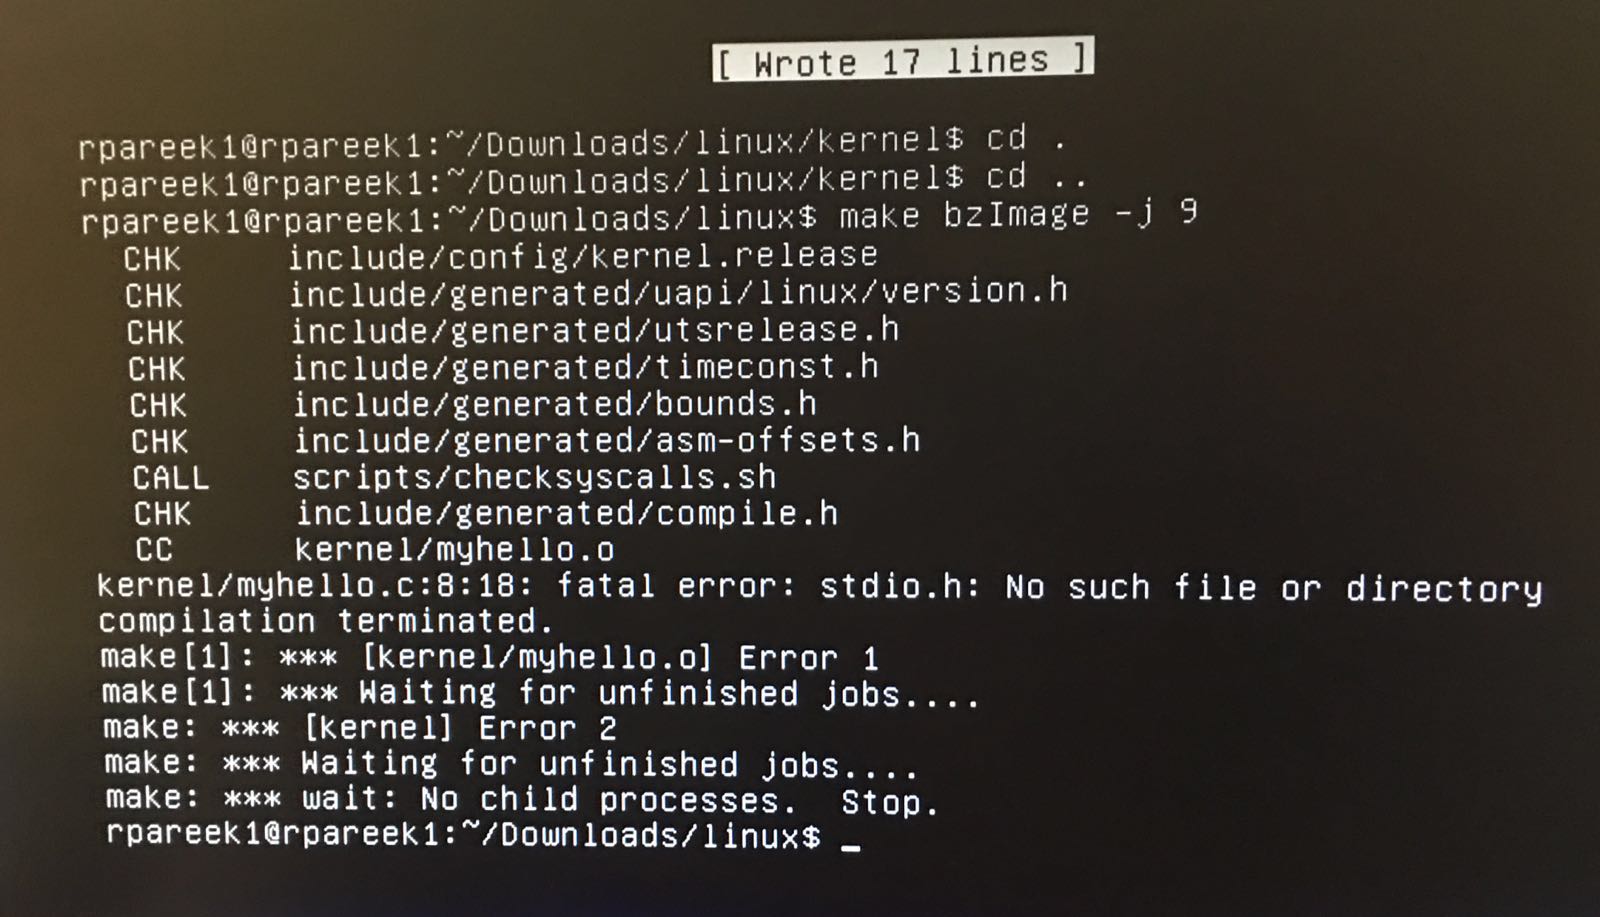 [ Wrote 17 lines ]
rpareek1@rpareek1:~/Downloads/linux/kernel$ cd .
rpareek1@rpareek1:~/Downloads/linux/kernel$ cd ..
rpareek1@rpareek1:~/Downloads/linux$ make bzImage -j 9
CHK include/config/kernel.release
CHK include/generated/uapi/linux/version.h
CHK include/generated/utsrelease.h
CHK include/generated/timeconst.h
CHK include/generated/bounds.h
CHK include/generated/asm-offsets.h
CALL scripts/checksyscalls.sh
CHK include/generated/compile.h
CC kernel/myhello.o
kernel/myhello.c:8:18: fatal error: stdio.h: No such file or directory
compilation terminated.
make[1]: *** [kernel/myhello.o] Error 1
make[1]: *** Waiting for unfinished jobs....
make: *** [kernel] Error 2
make: *** Waiting for unfinished jobs....
make: *** wait: No child processes.  Stop.
rpareek1@rpareek1:~/Downloads/linux$ _